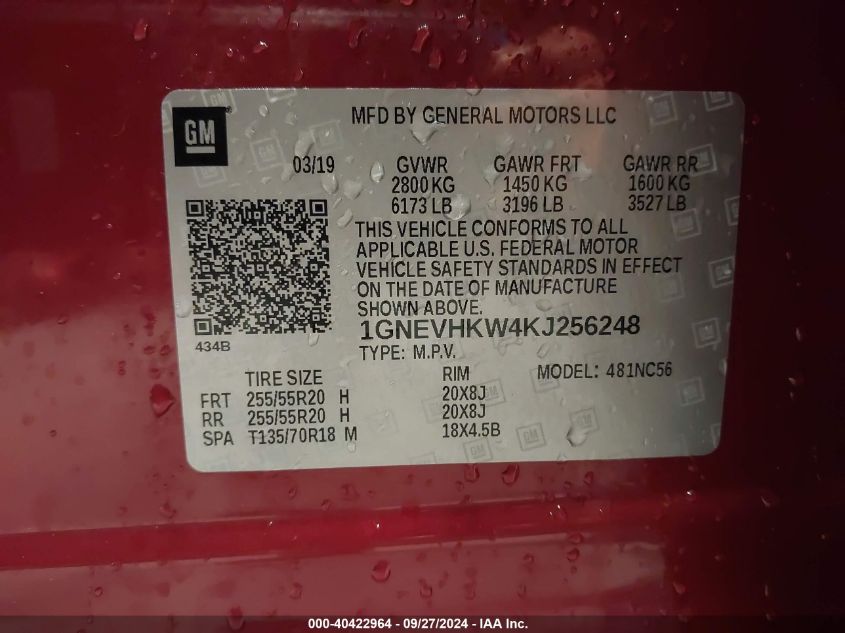 GM
MFD BY GENERAL MOTORS LLC
03/19 GVWR GAWR FRT GAWR RR
2800 KG 1450 KG 1600 KG
6173 LB 3196 LB 3527 LB
THIS VEHICLE CONFORMS TO ALL
APPLICABLE U.S. FEDERAL MOTOR
VEHICLE SAFETY STANDARDS IN EFFECT
ON THE DATE OF MANUFACTURE
SHOWN ABOVE.
434B
1GNEVHKW4KJ256248
TYPE: M.P.V.
TIRE SIZE RIM MODEL: 481NC56
FRT 255/55R20 H 20X8J
RR 255/55R20 H 20X8J
SPA T135/70R18 M 18X4.5B
000-40422964 - 09/27/2024 - IAA Inc.